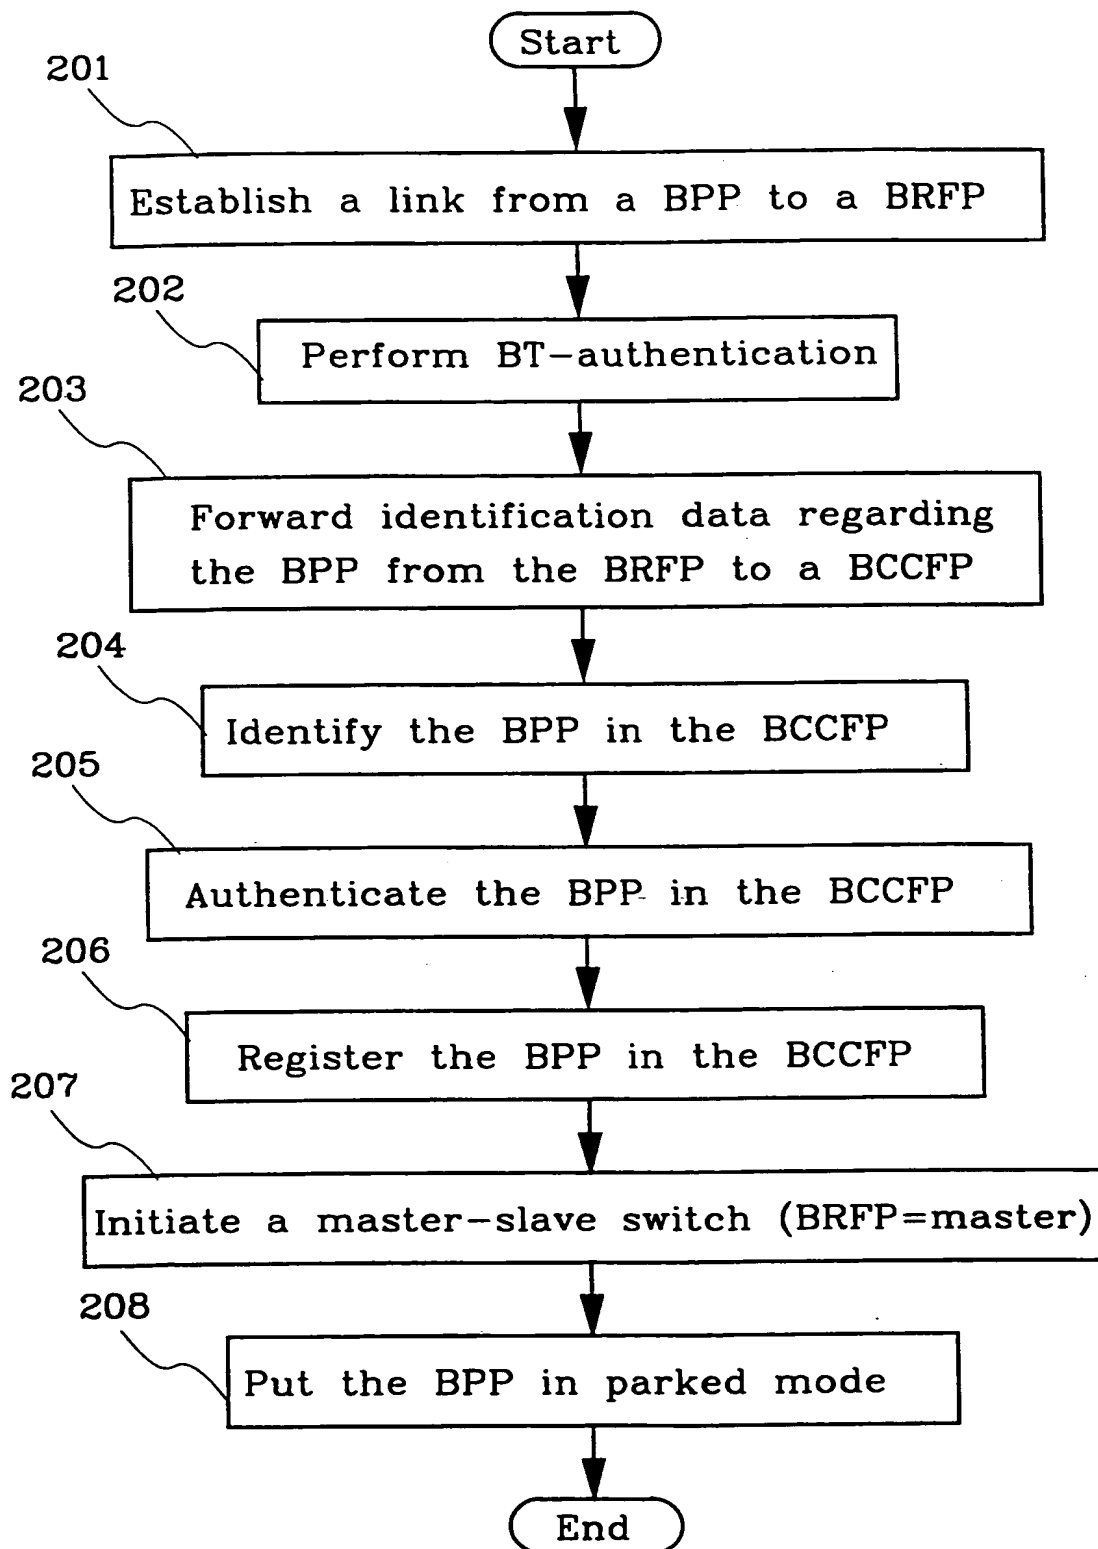 Start
201
Establish a link from a BPP to a BRFP
202
Perform BT-authentication
203
Forward identification data regarding
the BPP from the BRFP to a BCCFP
204
Identify the BPP in the BCCFP
205
Authenticate the BPP in the BCCFP
206
Register the BPP in the BCCFP
207
Initiate a master-slave switch (BRFP=master)
208
Put the BPP in parked mode
End